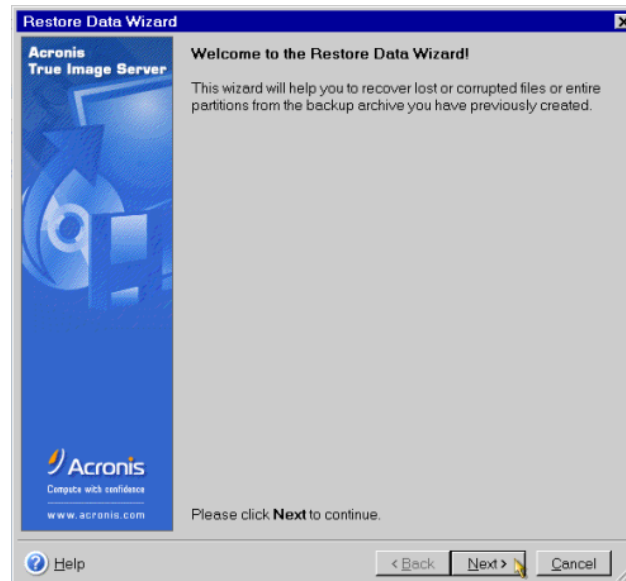 Restore Data Wizard
Acronis
True Image Server
Welcome to the Restore Data Wizard!
This wizard will help you to recover lost or corrupted files or entire
partitions from the backup archive you have previously created.
Acronis
Compute with confidence
www.acronis.com
Please click Next to continue.
Help
< Back
Next >
Cancel